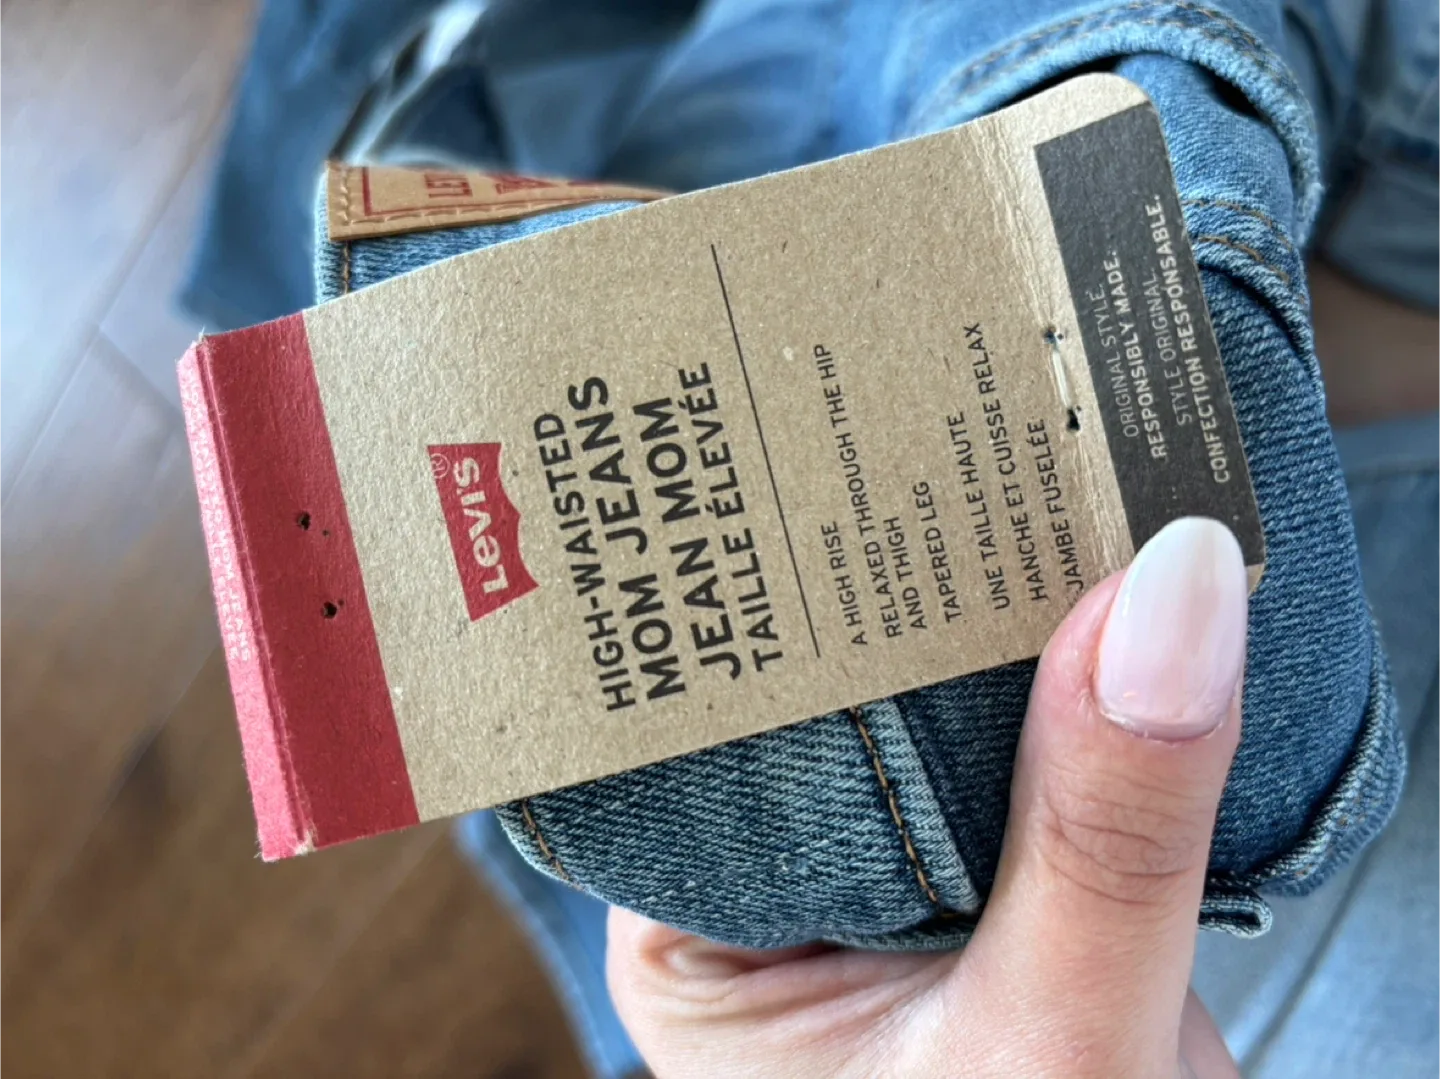 LEVI
Levi's
®
HIGH-WAISTED
MOM JEANS
JEAN MOM
TAILLE ÉLEVÉE
A HIGH RISE
RELAXED THROUGH THE HIP
AND THIGH
TAPERED LEG
UNE TAILLE HAUTE
HANCHE ET CUISSE RELAX
JAMBE FUSELÉE
ORIGINAL STYLE.
RESPONSIBLY MADE.
STYLE ORIGINAL.
CONFECTION RESPONSABLE.